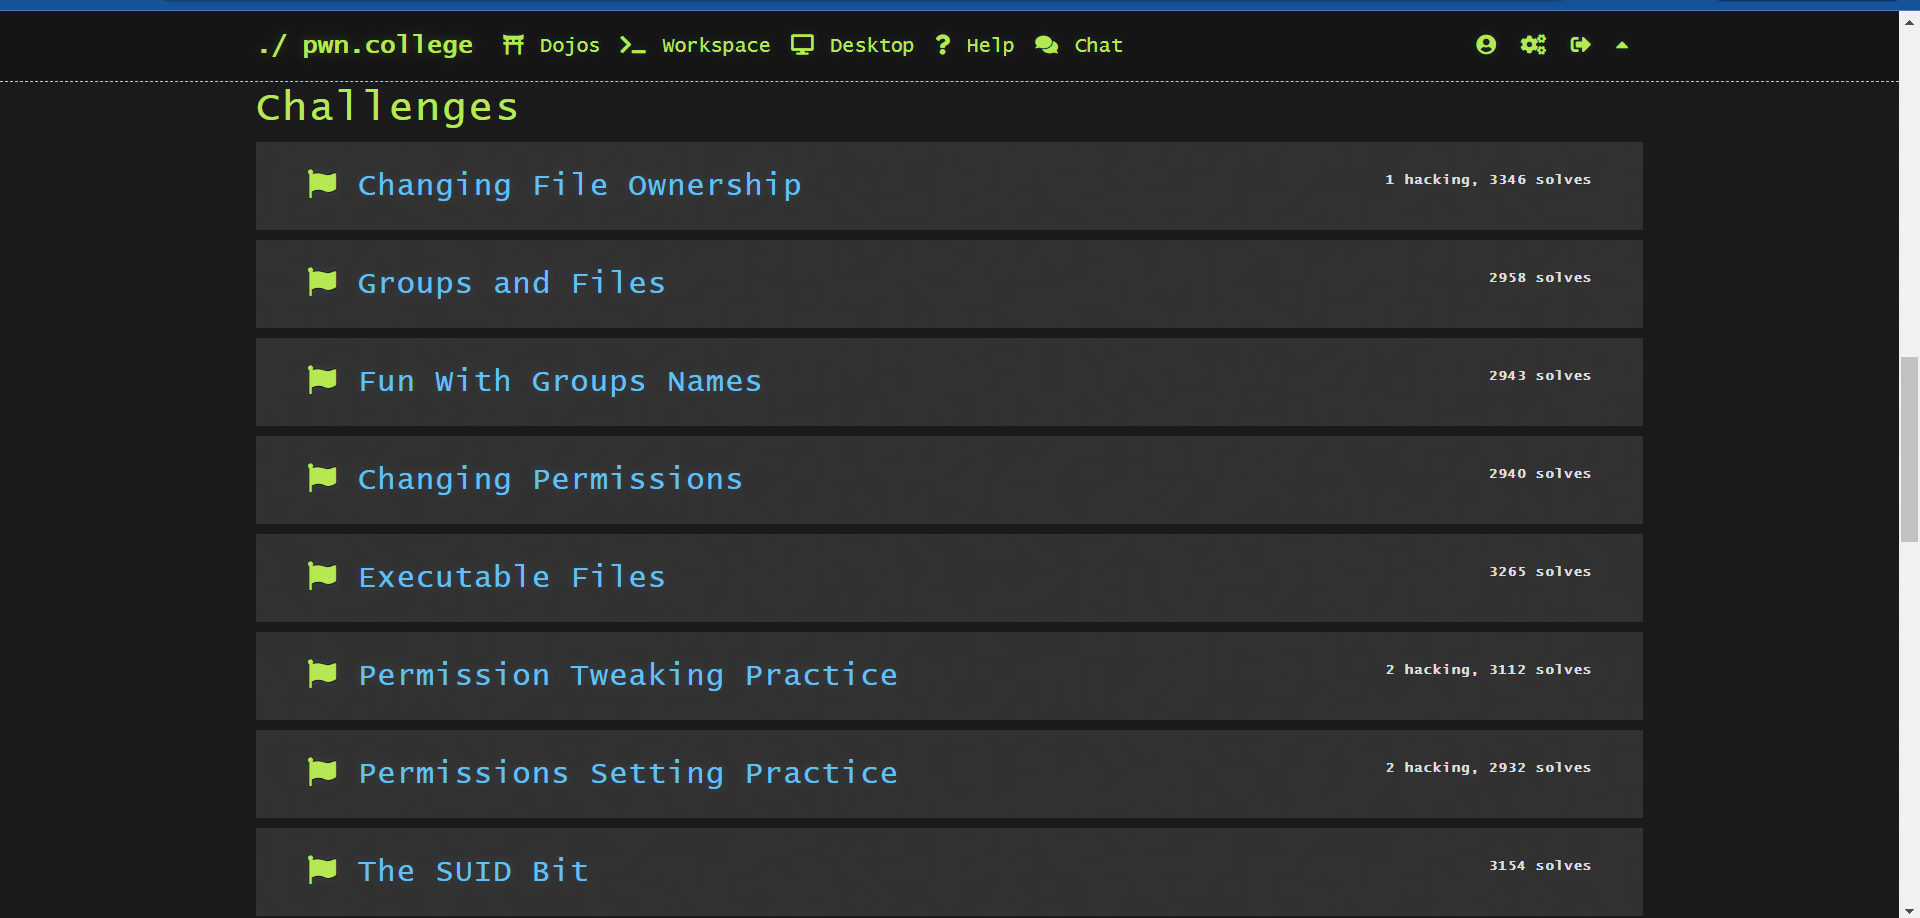 ./ pwn.college Dojos Workspace Desktop Help Chat
Challenges
Changing File Ownership 1 hacking, 3346 solves
Groups and Files 2958 solves
Fun With Groups Names 2943 solves
Changing Permissions 2940 solves
Executable Files 3265 solves
Permission Tweaking Practice 2 hacking, 3112 solves
Permissions Setting Practice 2 hacking, 2932 solves
The SUID Bit 3154 solves